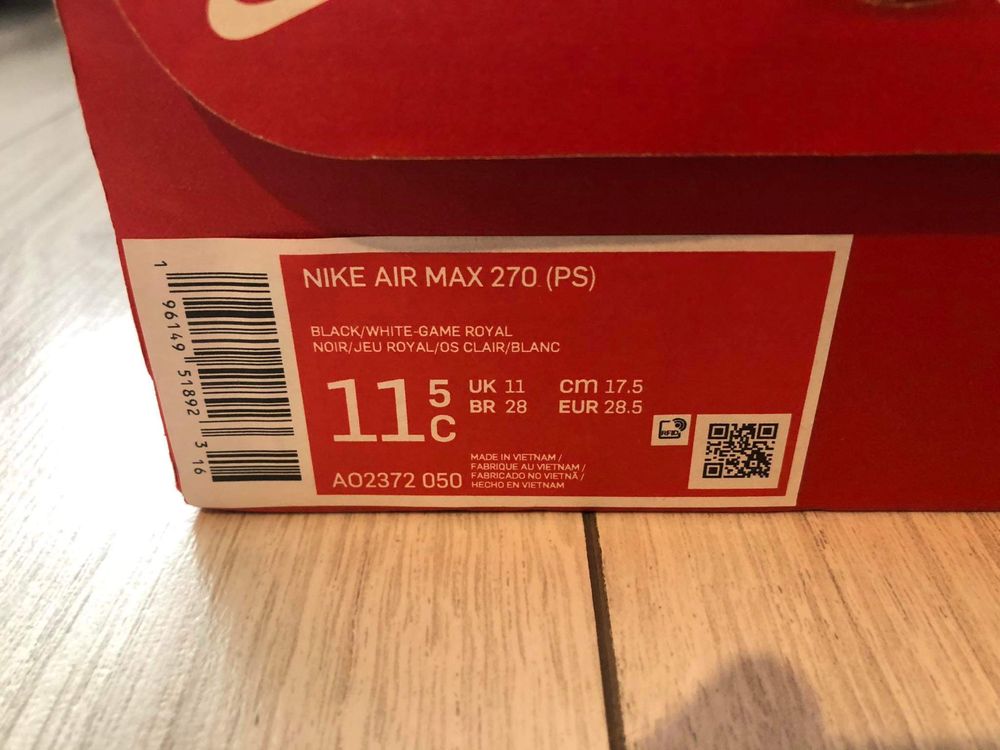 NIKE AIR MAX 270 (PS)
BLACK/WHITE-GAME ROYAL
NOIR/JEU ROYAL/OS CLAIR/BLANC
11 5 C
UK 11 cm 17.5
BR 28 EUR 28.5
AO2372 050
MADE IN VIETNAM /
FABRIQUE AU VIETNAM /
FABRICADO NO VIETNÃ /
HECHO EN VIETNAM
RFID
1 96149 51892 3 16